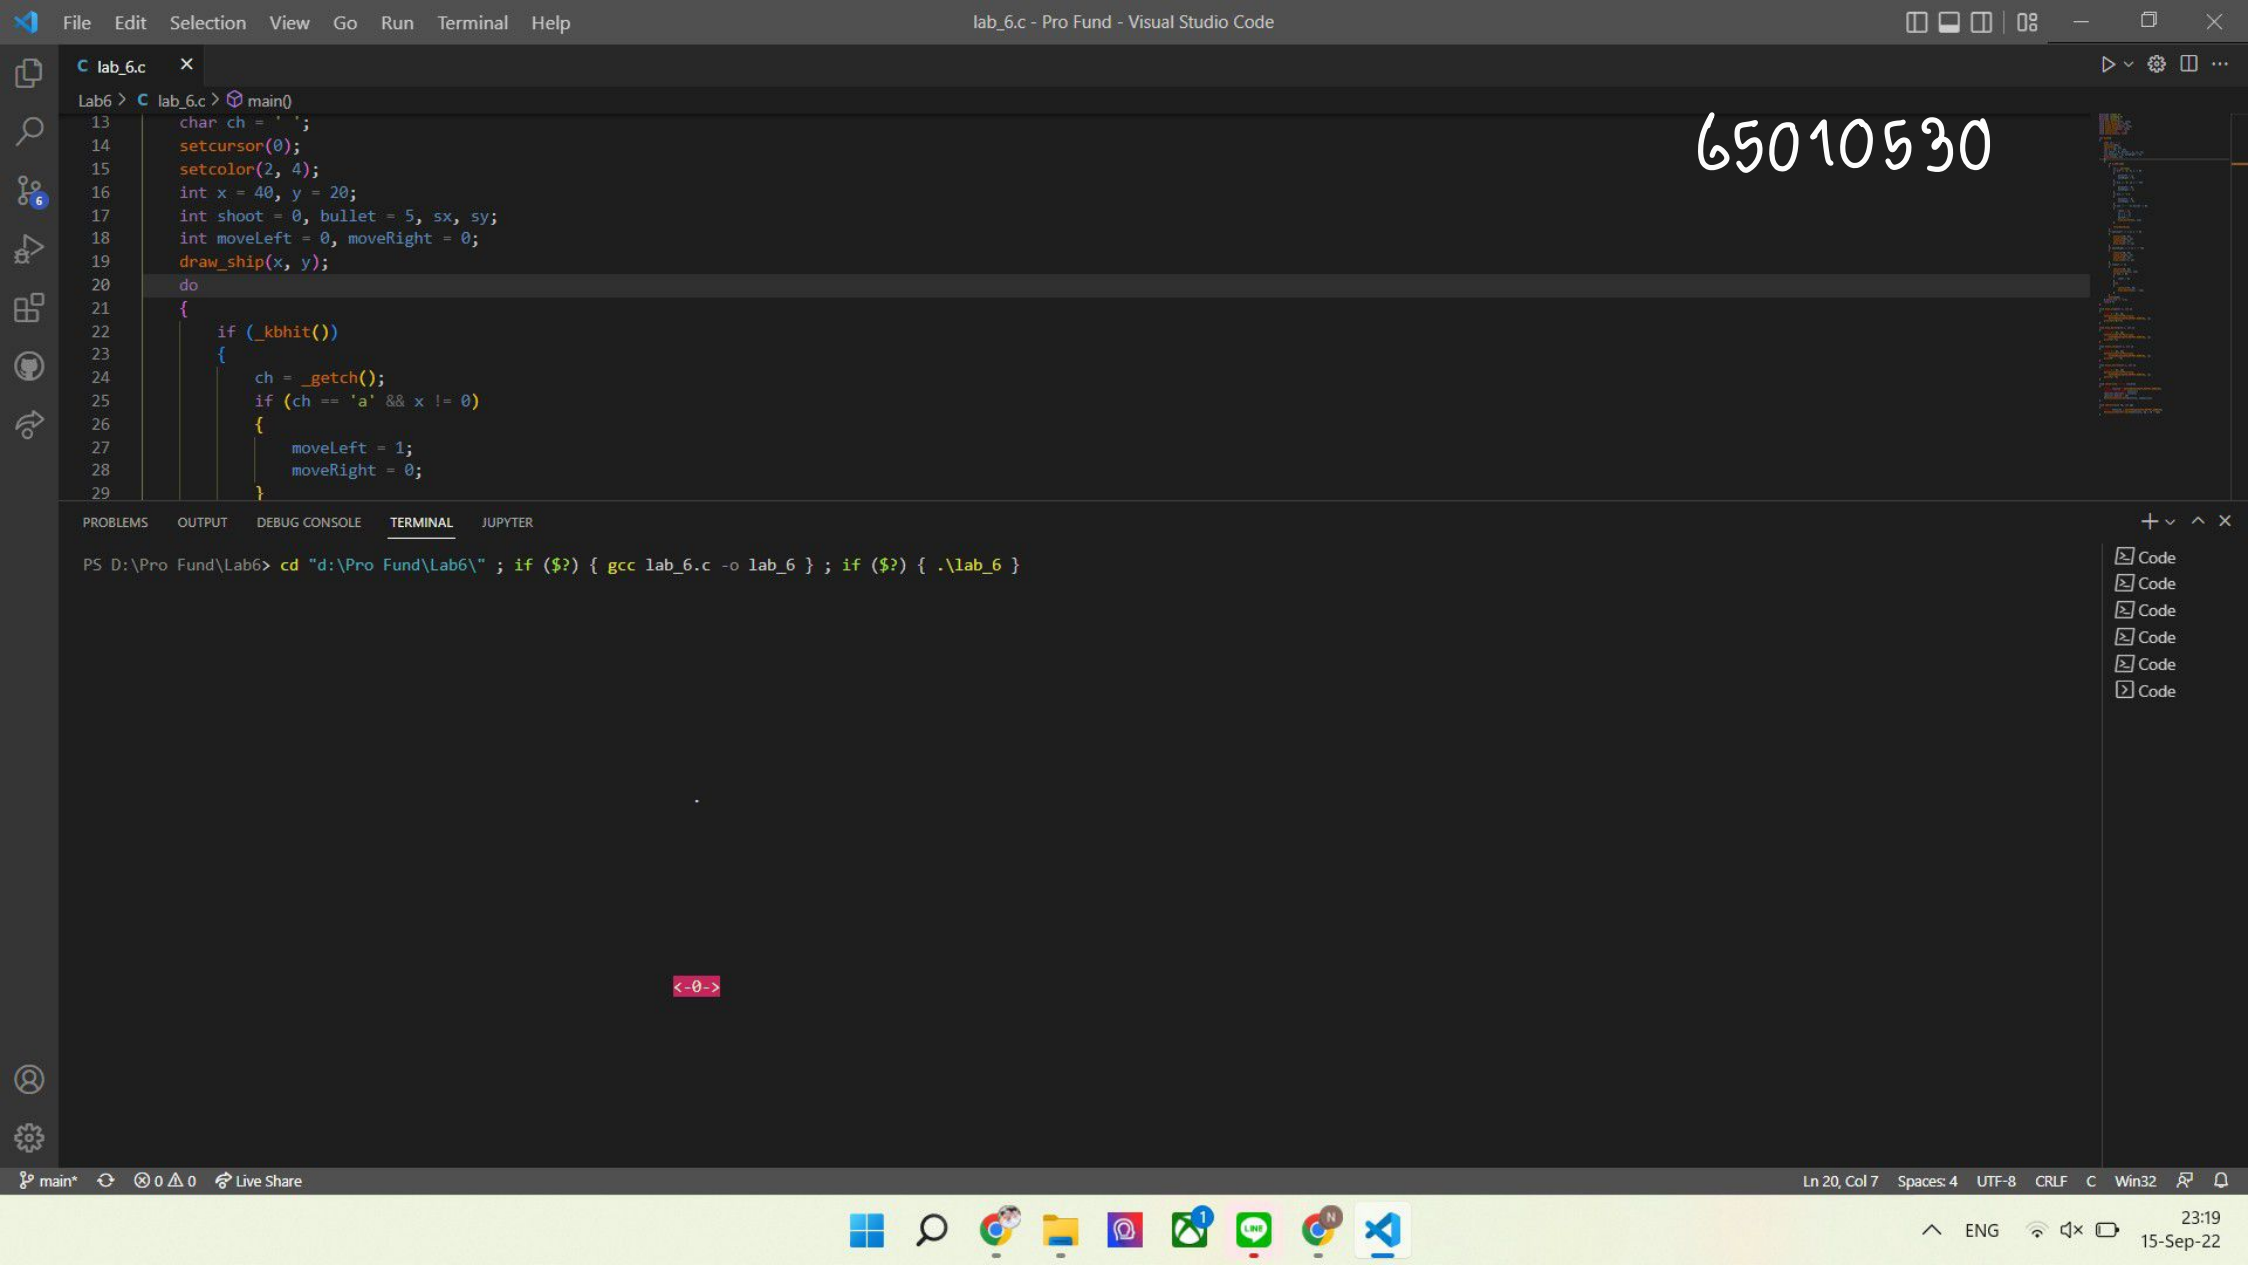 File Edit Selection View Go Run Terminal Help lab_6.c - Pro Fund - Visual Studio Code
C lab_6.c
Lab6 > C lab_6.c > main()
65010530
13 char ch = ' ';
14 setcursor(0);
15 setcolor(2, 4);
16 int x = 40, y = 20;
17 int shoot = 0, bullet = 5, sx, sy;
18 int moveLeft = 0, moveRight = 0;
19 draw_ship(x, y);
20 do
21 {
22 if (_kbhit())
23 {
24 ch = _getch();
25 if (ch == 'a' && x != 0)
26 {
27 moveLeft = 1;
28 moveRight = 0;
29 }
PROBLEMS OUTPUT DEBUG CONSOLE TERMINAL JUPYTER
PS D:\Pro Fund\Lab6> cd "d:\Pro Fund\Lab6\" ; if ($?) { gcc lab_6.c -o lab_6 } ; if ($?) { .\lab_6 }
Code
Code
Code
Code
Code
Code
.
<-0->
6
main* 0 0 Live Share Ln 20, Col 7 Spaces: 4 UTF-8 CRLF C Win32
1
LINE
N
ENG
23:19
15-Sep-22